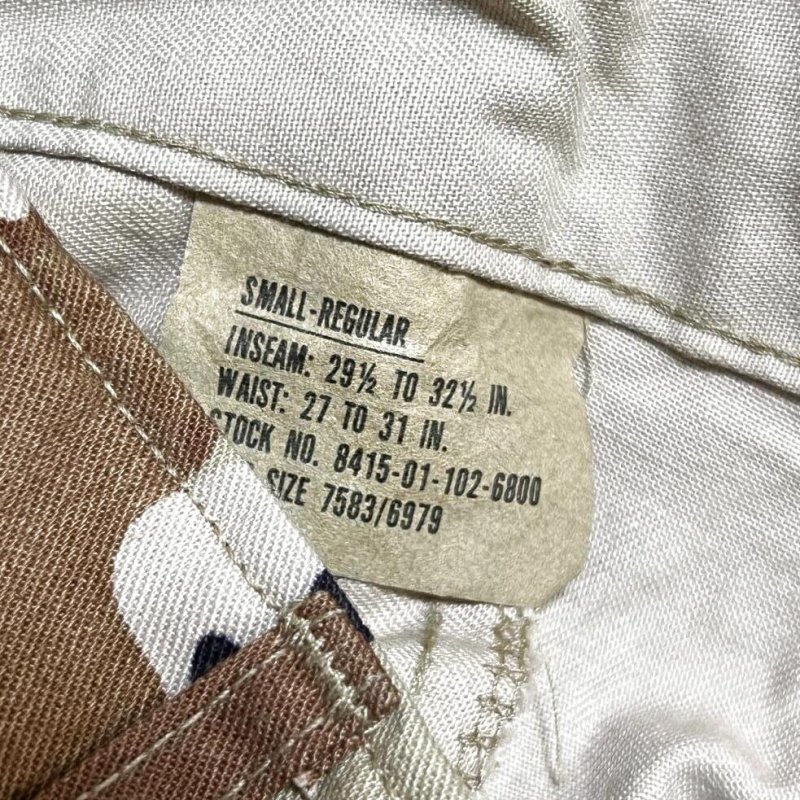 SMALL-REGULAR
INSEAM: 29½ TO 32½ IN.
WAIST: 27 TO 31 IN.
STOCK NO. 8415-01-102-6800
SIZE 7583/6979